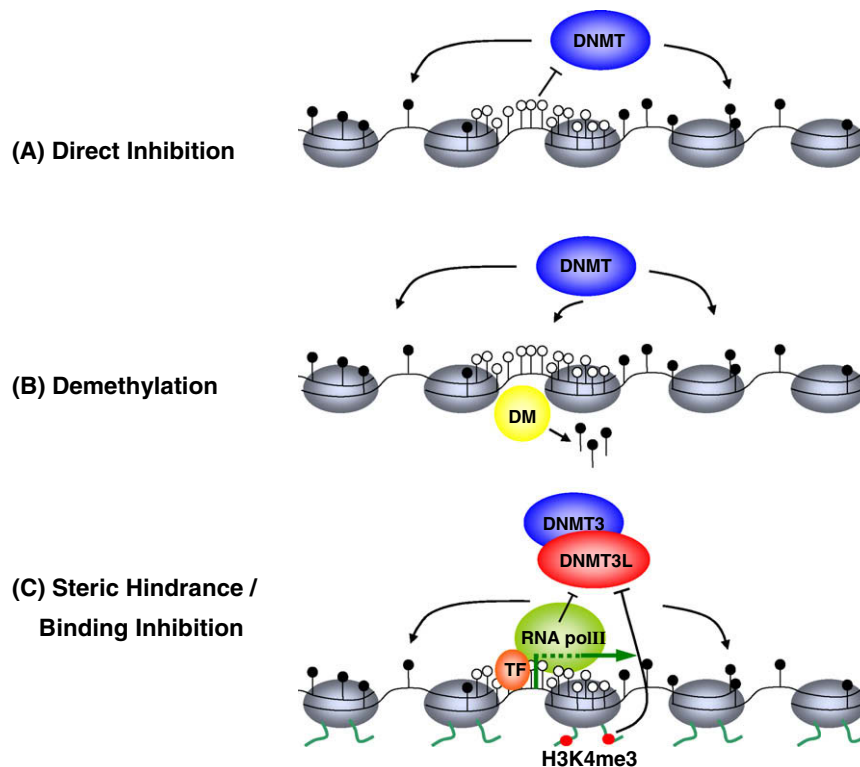 DNMT
(A) Direct Inhibition
DNMT
(B) Demethylation
DM
DNMT3
DNMT3L
(C) Steric Hindrance /
Binding Inhibition
RNA polII
TF
H3K4me3